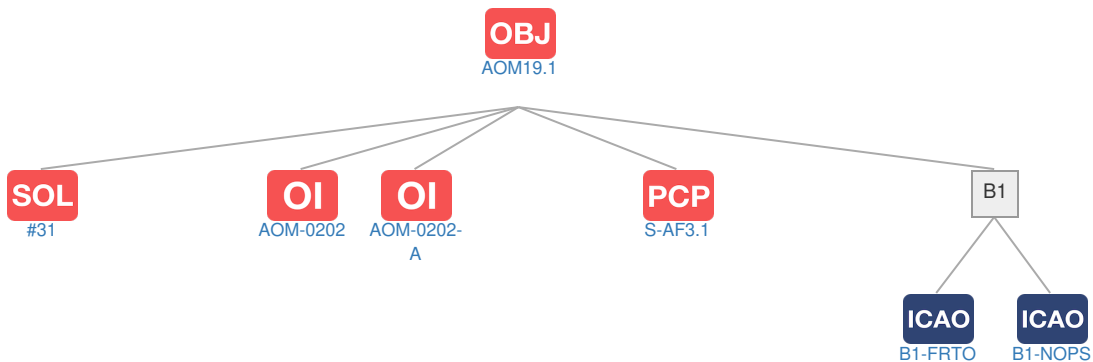 OBJ
AOM19.1
SOL
#31
OI
AOM-0202
OI
AOM-0202-
A
PCP
S-AF3.1
B1
ICAO
B1-FRTO
ICAO
B1-NOPS